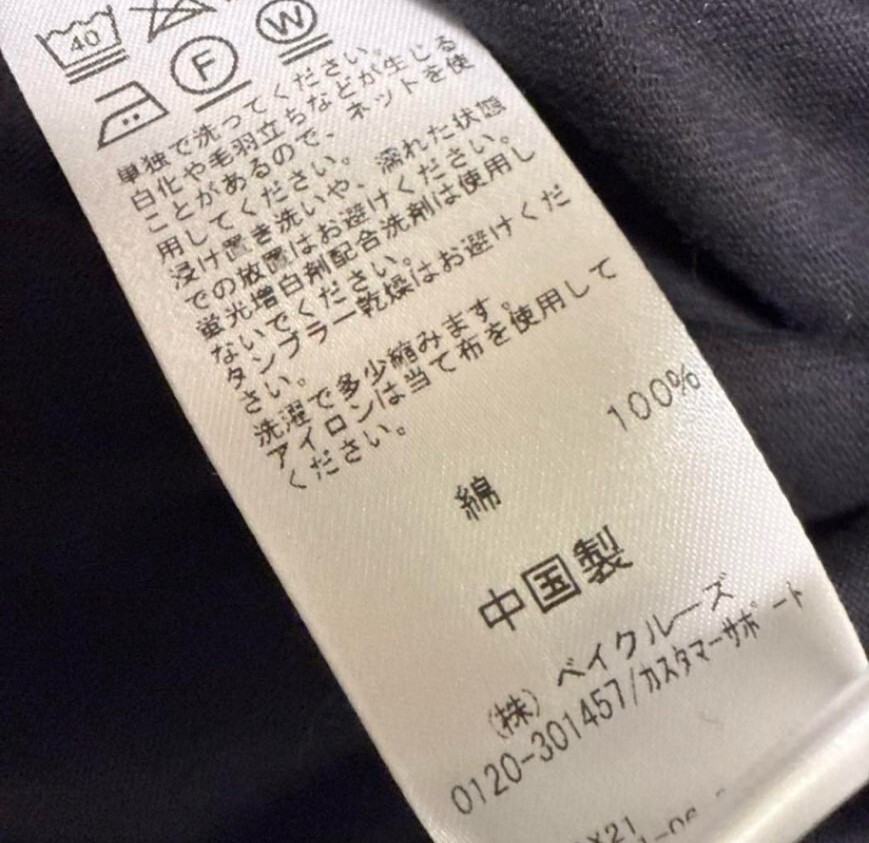 40
F
W
単独で洗ってください。
白化や毛羽立ちなどが生じる
ことがあるので、ネットを使
用してください。
浸け置き洗いや、濡れた状態
での放置はお避けください。
蛍光増白剤配合洗剤は使用し
ないでください。
タンブラー乾燥はお避けくだ
さい。
洗濯で多少縮みます。
アイロンは当て布を使用して
ください。
綿 100%
中国製
(株) ベイクルーズ
0120-301457/カスタマーサポート